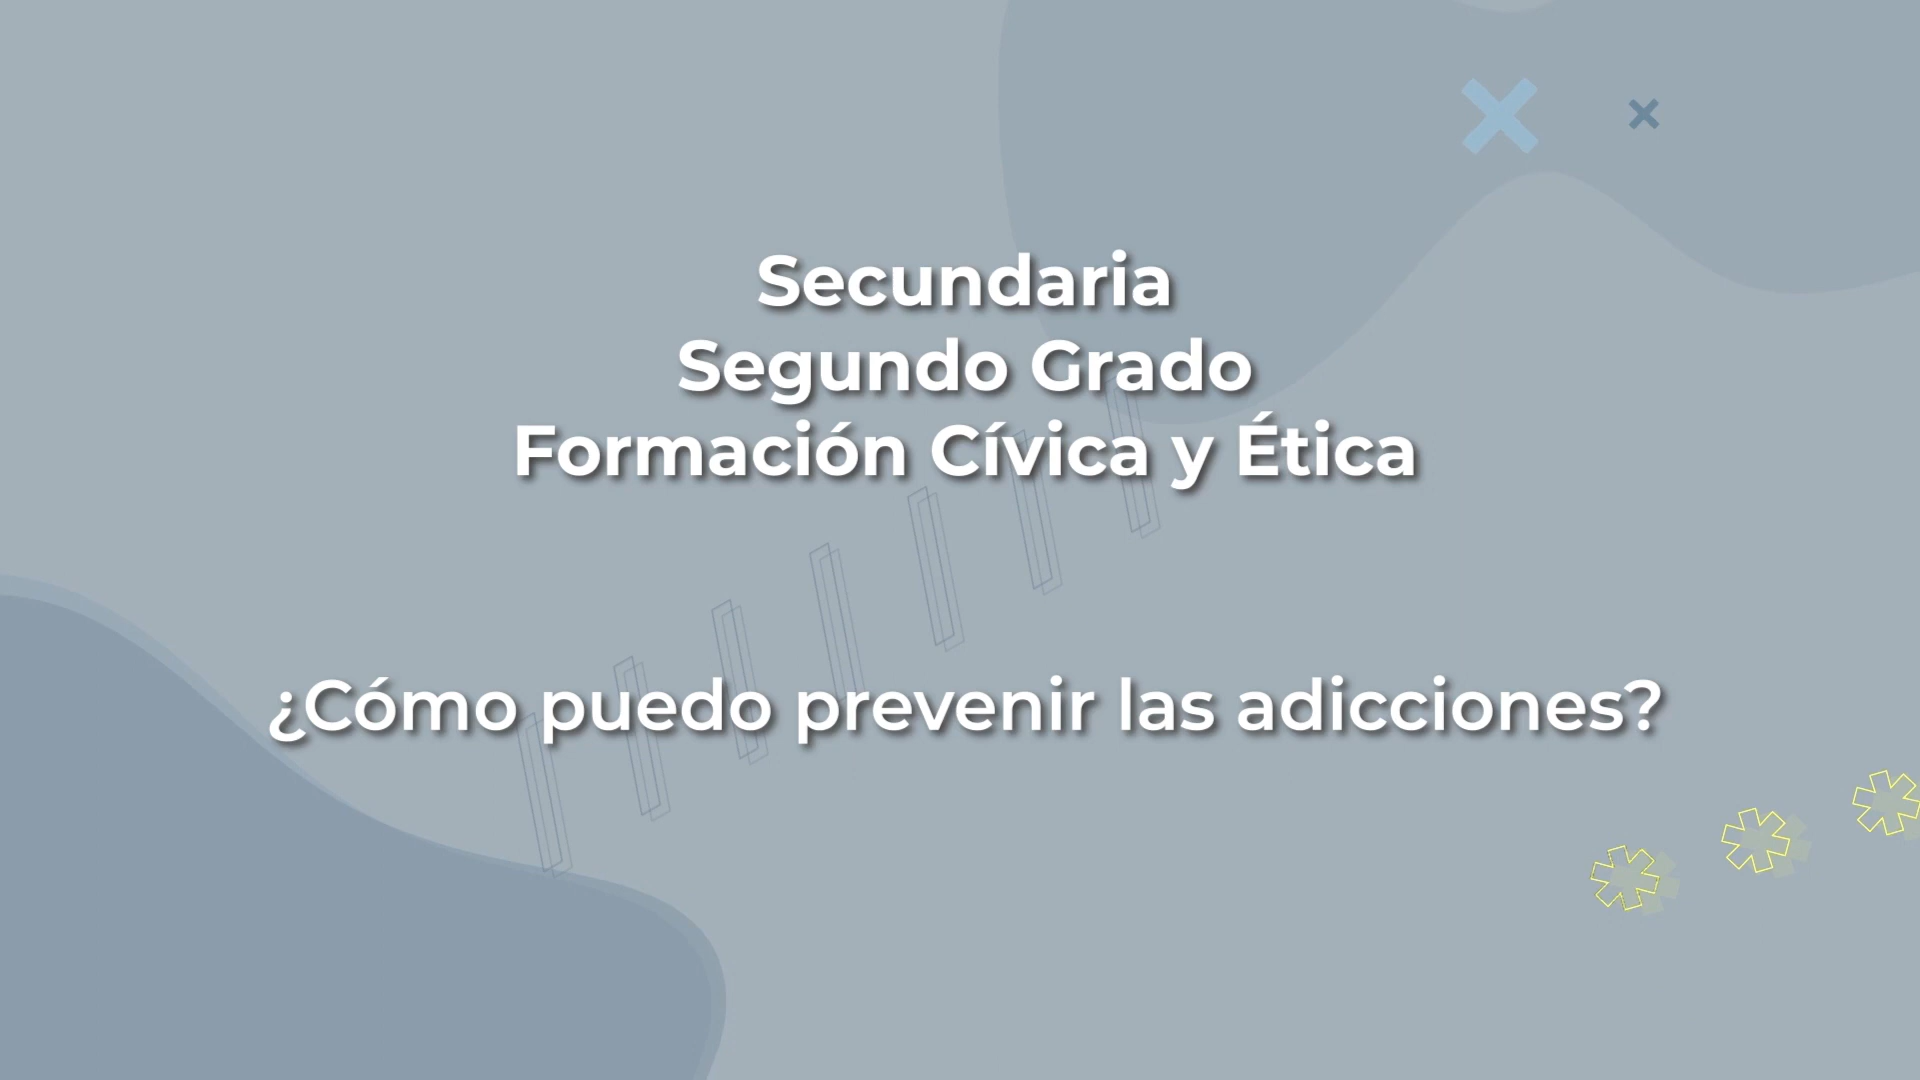 Secundaria
Segundo Grado
Formación Cívica y Ética
¿Cómo puedo prevenir las adicciones?